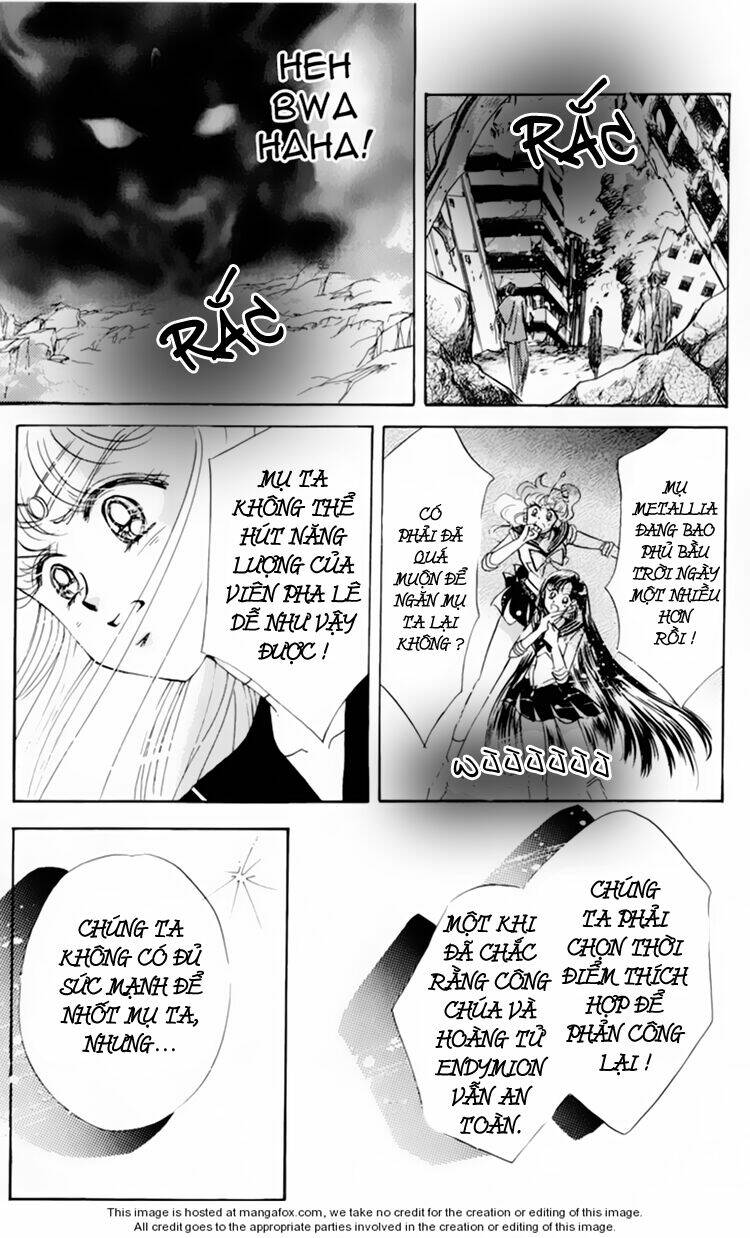 HEH
BWA
HAHA!
RẮC
RẮC
MỤ TA
KHÔNG THỂ
HÚT NĂNG
LƯỢNG CỦA
VIÊN PHA LÊ
DỄ NHƯ VẬY
ĐƯỢC !
CÓ
PHẢI ĐÃ
QUÁ
MUỘN ĐỂ
NGĂN MỤ
TA LẠI
KHÔNG ?
MỤ
METALLIA
ĐANG BAO
PHỦ BẦU
TRỜI NGÀY
MỘT NHIỀU
HƠN
RỒI !
CHÚNG TA
KHÔNG CÓ ĐỦ
SỨC MẠNH ĐỂ
NHỐT MỤ TA,
NHƯNG...
MỘT KHI
ĐÃ CHẮC
RẰNG CÔNG
CHÚA VÀ
HOÀNG TỬ
ENDYMION
VẪN AN
TOÀN.
CHÚNG
TA PHẢI
CHỌN THỜI
ĐIỂM THÍCH
HỢP ĐỂ
PHẢN CÔNG
LẠI !
This image is hosted at mangafox.com, we take no credit for the creation or editing of this image.
All credit goes to the appropriate parties involved in the creation or editing of this image.